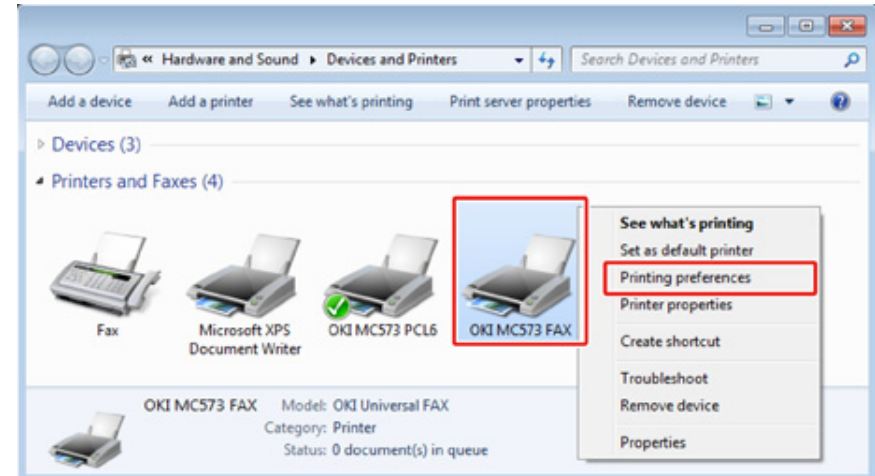 « Hardware and Sound ▸ Devices and Printers Search Devices and Printers
Add a device Add a printer See what's printing Print server properties Remove device
Devices (3)
Printers and Faxes (4)
Fax
Microsoft XPS
Document Writer
OKI MC573 PCL6
OKI MC573 FAX
See what's printing
Set as default printer
Printing preferences
Printer properties
Create shortcut
Troubleshoot
Remove device
Properties
OKI MC573 FAX Model: OKI Universal FAX
Category: Printer
Status: 0 document(s) in queue